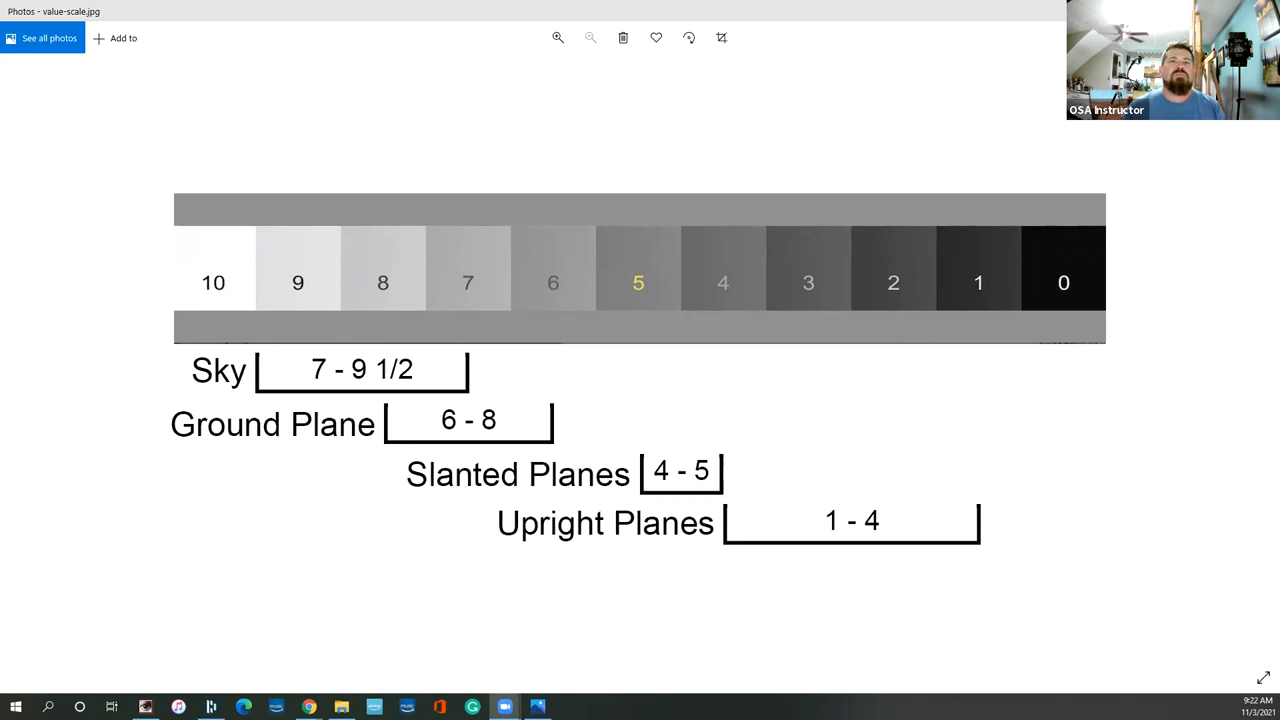 Photos - value-scale.jpg
See all photos
Add to
OSA Instructor
10 9 8 7 6 5 4 3 2 1 0
Sky 7 - 9 1/2
Ground Plane 6 - 8
Slanted Planes 4 - 5
Upright Planes 1 - 4
9:22 AM
11/3/2021